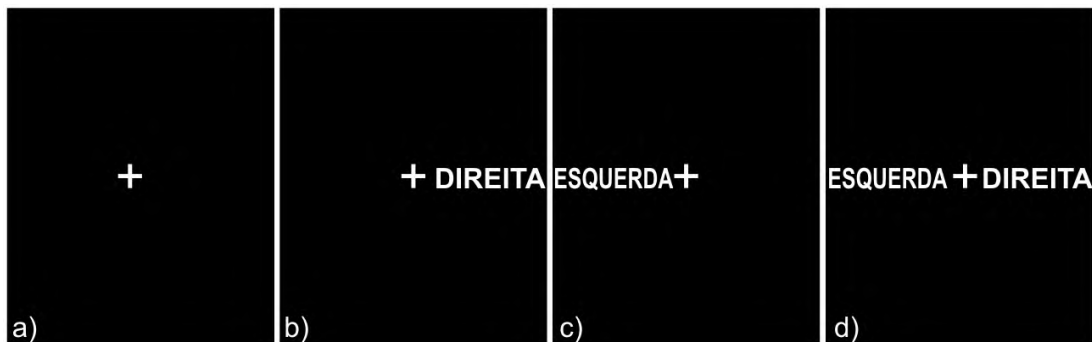 + + DIREITA ESQUERDA+ ESQUERDA + DIREITA
a) b) c) d)